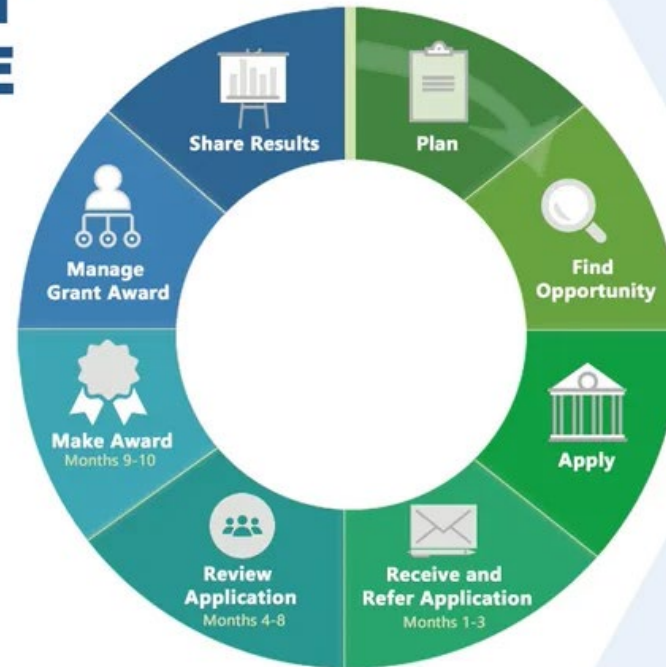 E
Plan
Find
Opportunity
Apply
Receive and
Refer Application
Months 1-3
Review
Application
Months 4-8
Make Award
Months 9-10
Manage
Grant Award
Share Results